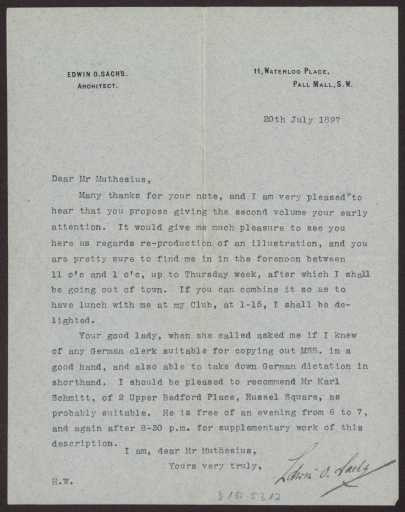 EDWIN O. SACHS.
ARCHITECT.
11, WATERLOO PLACE,
PALL MALL, S.W.
20th July 1897
Dear Mr Muthesius,
Many thanks for your note, and I am very pleased to
hear that you propose giving the second volume your early
attention. It would give me much pleasure to see you
here as regards re-production of an illustration, and you
are pretty sure to find me in in the forenoon between
11 o'c and 1 o'c, up to Thursday week, after which I shall
be going out of town. If you can combine it so as to
have lunch with me at my Club, at 1-15, I shall be de-
lighted.
Your good lady, when she called asked me if I knew
of any German clerk suitable for copying out MSS. in a
good hand, and also able to take down German dictation in
shorthand. I should be pleased to recommend Mr Karl
Schmitt, of 2 Upper Bedford Place, Russel Square, as
probably suitable. He is free of an evening from 6 to 7,
and again after 8-30 p.m. for supplementary work of this
description.
I am, dear Mr Muthesius,
Yours very truly,
Edwin O. Sachs
H.W.